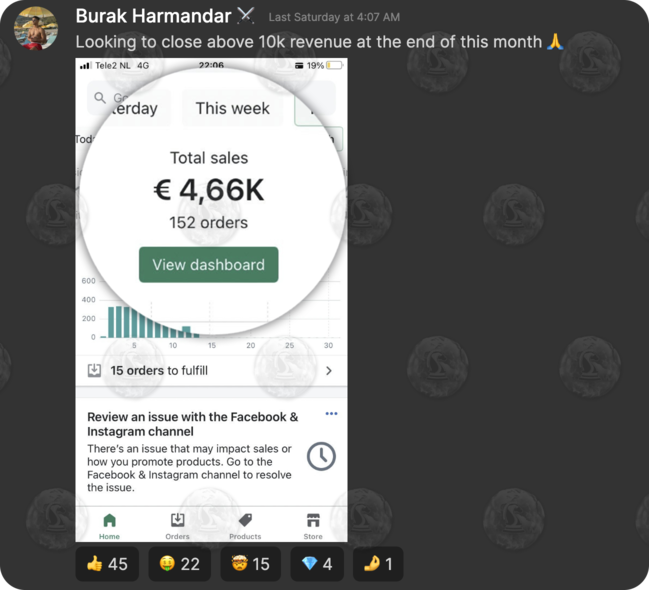 Burak Harmandar
Last Saturday at 4:07 AM
Looking to close above 10k revenue at the end of this month
Tele2 NL 4G 22:06 19%
terday This week
Total sales
€ 4,66K
152 orders
View dashboard
600
400
200
0
5 10 15 20 25 30
15 orders to fulfill
Review an issue with the Facebook &
Instagram channel
There's an issue that may impact sales or
how you promote products. Go to the
Facebook & Instagram channel to resolve
the issue.
Home Orders Products Store
45 22 15 4 1